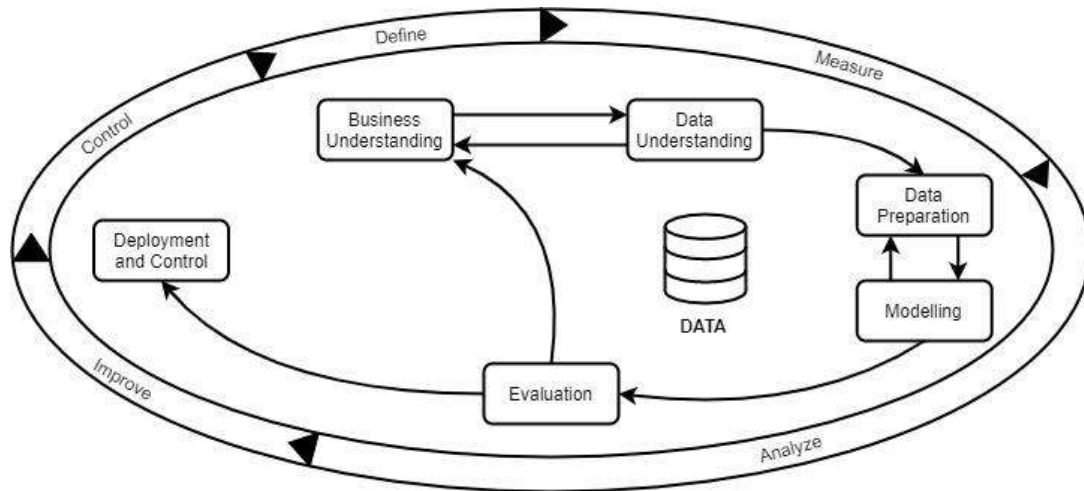 Define
Measure
Control
Business
Understanding
Data
Understanding
Data
Preparation
Deployment
and Control
DATA
Modelling
Evaluation
Improve
Analyze